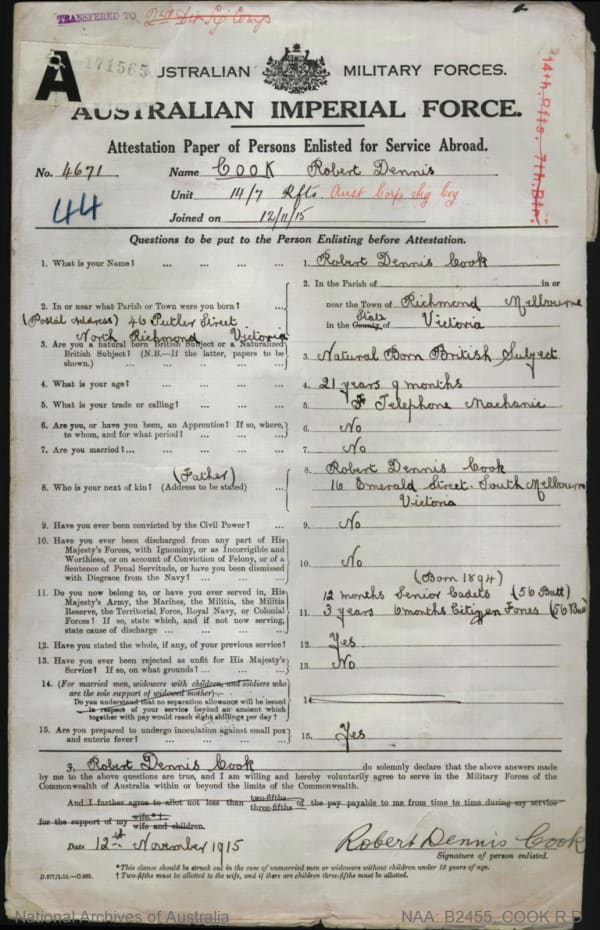 TRANSFERED TO 2nd Div Sig Compy
A 171565
AUSTRALIAN MILITARY FORCES.
AUSTRALIAN IMPERIAL FORCE.
14th. Rfts. 7th. Btn.
Attestation Paper of Persons Enlisted for Service Abroad.
No. 4671 Name COOK Robert Dennis
Unit 14/7 Rfts. Aust Corps Sig Coy
44
Joined on 12/11/15
Questions to be put to the Person Enlisting before Attestation.
1. What is your Name? ... ... ... ... 1. Robert Dennis Cook
2. In the Parish of in or
2. In or near what Parish or Town were you born? ... near the Town of Richmond Melbourne
(Postal Address) 46 Butler Street State
in the County of Victoria
North Richmond Victoria
3. Are you a natural born British Subject or a Naturalized
British Subject? (N.B.—If the latter, papers to be
shown.) ... ... ... ... 3. Natural Born British Subject
4. What is your age? ... ... ... ... 4. 21 years 9 months
5. What is your trade or calling? ... ... ... 5. Telephone Machanic
6. Are you, or have you been, an Apprentice? If so, where,
to whom, and for what period? ... ... ... 6. No
7. Are you married?... ... ... ... ... 7. No
(Father) 8. Robert Dennis Cook
8. Who is your next of kin? (Address to be stated) ... 16 Emerald Street. South Melbourne
Victoria
9. Have you ever been convicted by the Civil Power? ... 9. No
10. Have you ever been discharged from any part of His
Majesty's Forces, with Ignominy, or as Incorrigible and
Worthless, or on account of Conviction of Felony, or of a
Sentence of Penal Servitude, or have you been dismissed
with Disgrace from the Navy? ... ... ... 10. No
(Born 1894)
11. Do you now belong to, or have you ever served in, His
Majesty's Army, the Marines, the Militia, the Militia
Reserve, the Territorial Force, Royal Navy, or Colonial
Forces? If so, state which, and if not now serving,
state cause of discharge ... ... ... ...
12 months Senior Cadets (56 Batt)
11. 3 years 6 months Citizen Forces (56 Batt)
12. Have you stated the whole, if any, of your previous service? 12. Yes
13. Have you ever been rejected as unfit for His Majesty's
Service? If so, on what grounds? ... ... ... 13. No
14. (For married men, widowers with children, and soldiers who
are the sole support of widowed mother)—
Do you understand that no separation allowance will be issued
in respect of your service beyond an amount which
together with pay would reach eight shillings per day? 14.
15. Are you prepared to undergo inoculation against small pox
and enteric fever? ... ... ... ... 15. Yes
I, Robert Dennis Cook do solemnly declare that the above answers made
by me to the above questions are true, and I am willing and hereby voluntarily agree to serve in the Military Forces of the
Commonwealth of Australia within or beyond the limits of the Commonwealth.
And I further agree to allot not less than two-fifths three-fifths of the pay payable to me from time to time during my service
for the support of my wife.*† wife and children.
Date 12th November 1915 Robert Dennis Cook
Signature of person enlisted.
*This clause should be struck out in the case of unmarried men or widowers without children under 18 years of age.
† Two-fifths must be allotted to the wife, and if there are children three-fifths must be allotted.
National Archives of Australia NAA: B2455, COOK R D